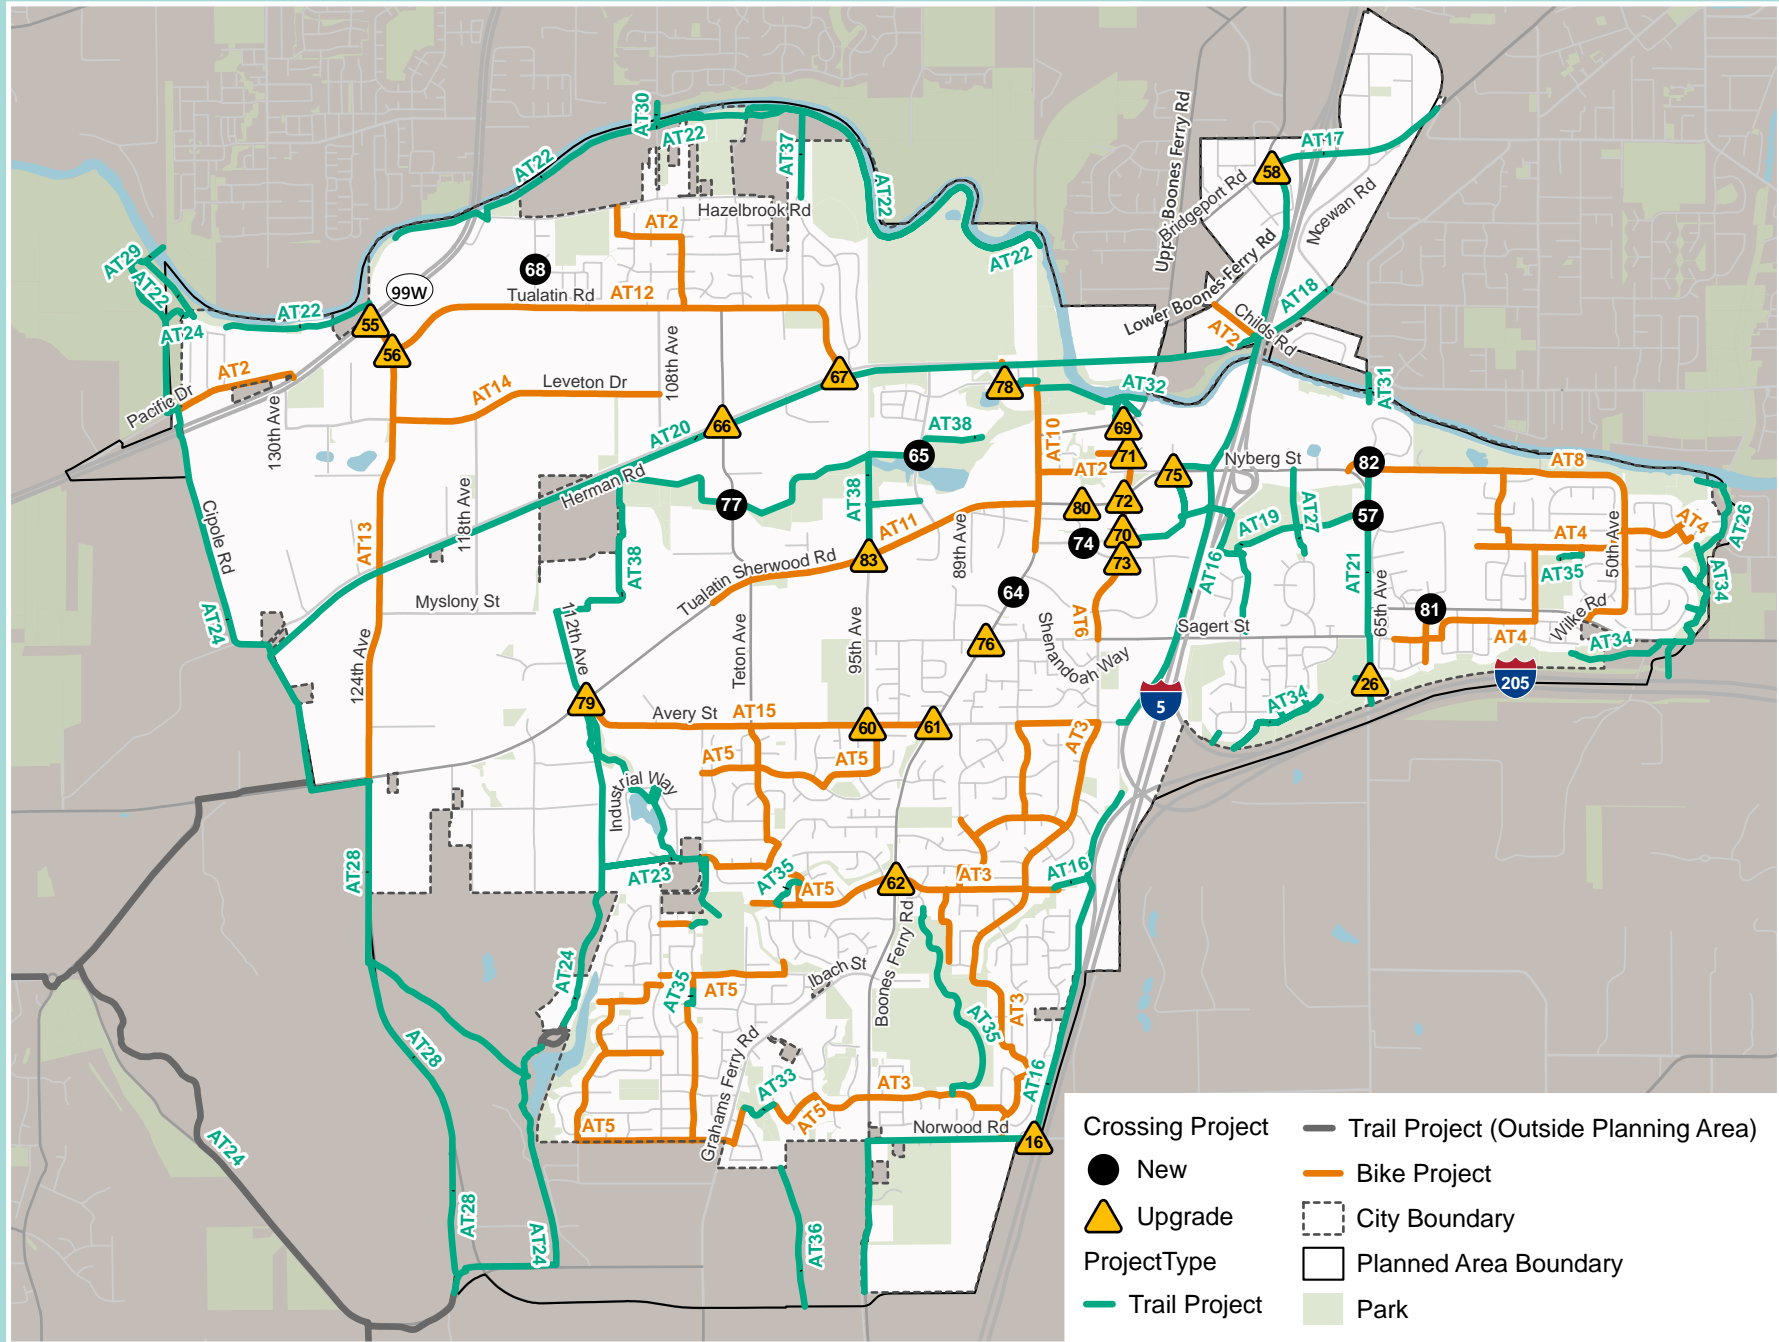 AT30
AT22
AT37
AT22
AT22
AT17
58
Upper Boones Ferry Rd
Bridgeport Rd
Mcewan Rd
Hazelbrook Rd
AT2
AT29
AT22
68
Tualatin Rd
AT12
99W
AT22
AT22
AT24
55
56
Lower Boones Ferry Rd
AT18
Childs Rd
AT2
AT2
Pacific Dr
AT14
Leveton Dr
108th Ave
67
78
AT32
AT31
130th Ave
66
AT20
AT38
65
AT10
69
71
AT2
75
Nyberg St
82
AT8
Herman Rd
118th Ave
77
AT38
AT11
80
72
AT27
57
AT19
Cipole Rd
AT13
AT38
83
89th Ave
74
70
73
AT16
AT21
AT4
50th Ave
AT4
AT26
AT35
AT34
Tualatin Sherwood Rd
64
AT24
Myslony St
112th Ave
Teton Ave
95th Ave
76
Shenandoah Way
AT6
Sagert St
65th Ave
81
Wilke Rd
AT4
AT34
124th Ave
79
Avery St
AT15
60
61
AT3
5
AT34
26
205
AT5
AT5
Industrial Way
AT28
AT23
AT35
AT5
62
AT3
AT16
AT24
Boones Ferry Rd
Ibach St
AT35
AT5
AT35
AT3
AT28
Grahams Ferry Rd
AT33
AT5
AT3
AT16
AT5
Norwood Rd
16
AT24
AT28
AT24
AT36
Crossing Project
New
Upgrade
ProjectType
Trail Project
Trail Project (Outside Planning Area)
Bike Project
City Boundary
Planned Area Boundary
Park